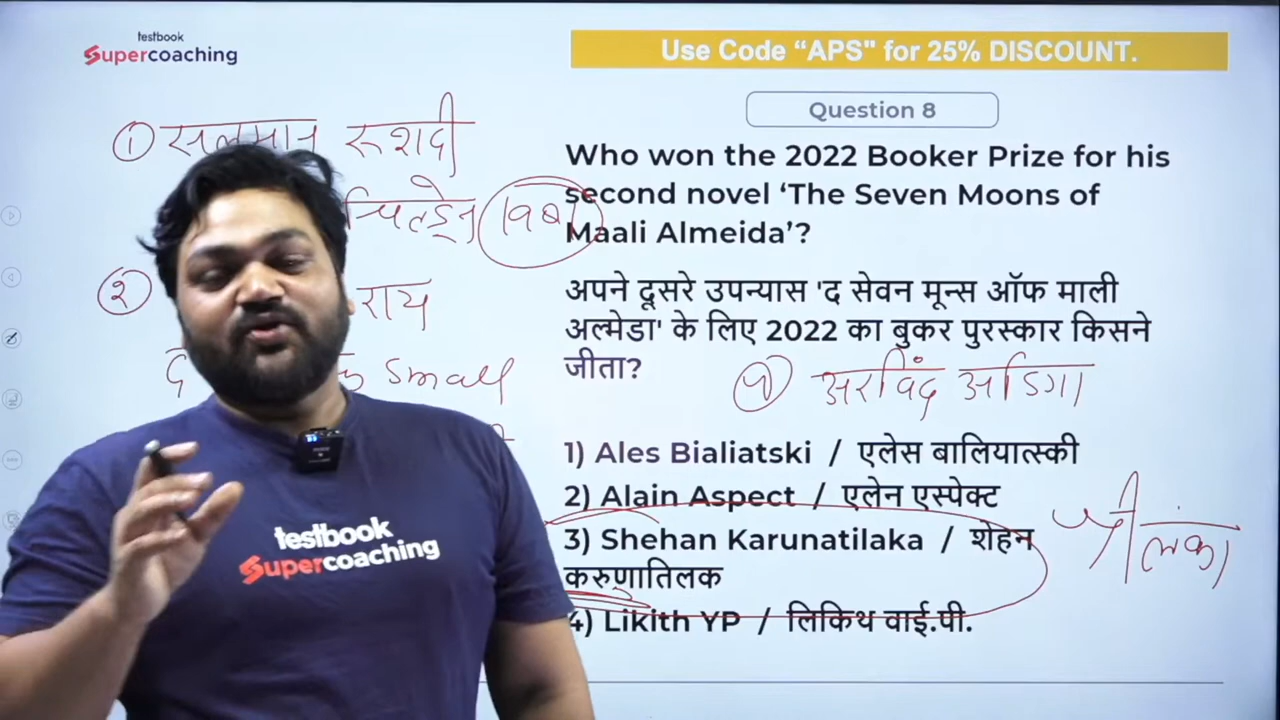 testbook
Supercoaching
Use Code “APS" for 25% DISCOUNT.
Question 8
① सलमान रूशदी
चिल्ड्रेन 1981
② राय
small
Who won the 2022 Booker Prize for his
second novel ‘The Seven Moons of
Maali Almeida’?
अपने दूसरे उपन्यास 'द सेवन मून्स ऑफ माली
अल्मेडा' के लिए 2022 का बुकर पुरस्कार किसने
जीता?
अरविंद अडिगा
1) Ales Bialiatski / एलेस बालियात्स्की
2) Alain Aspect / एलेन एस्पेक्ट
3) Shehan Karunatilaka / शेहन
करुणातिलक
4) Likith YP / लिकिथ वाई.पी.
श्रीलंका
testbook
Supercoaching